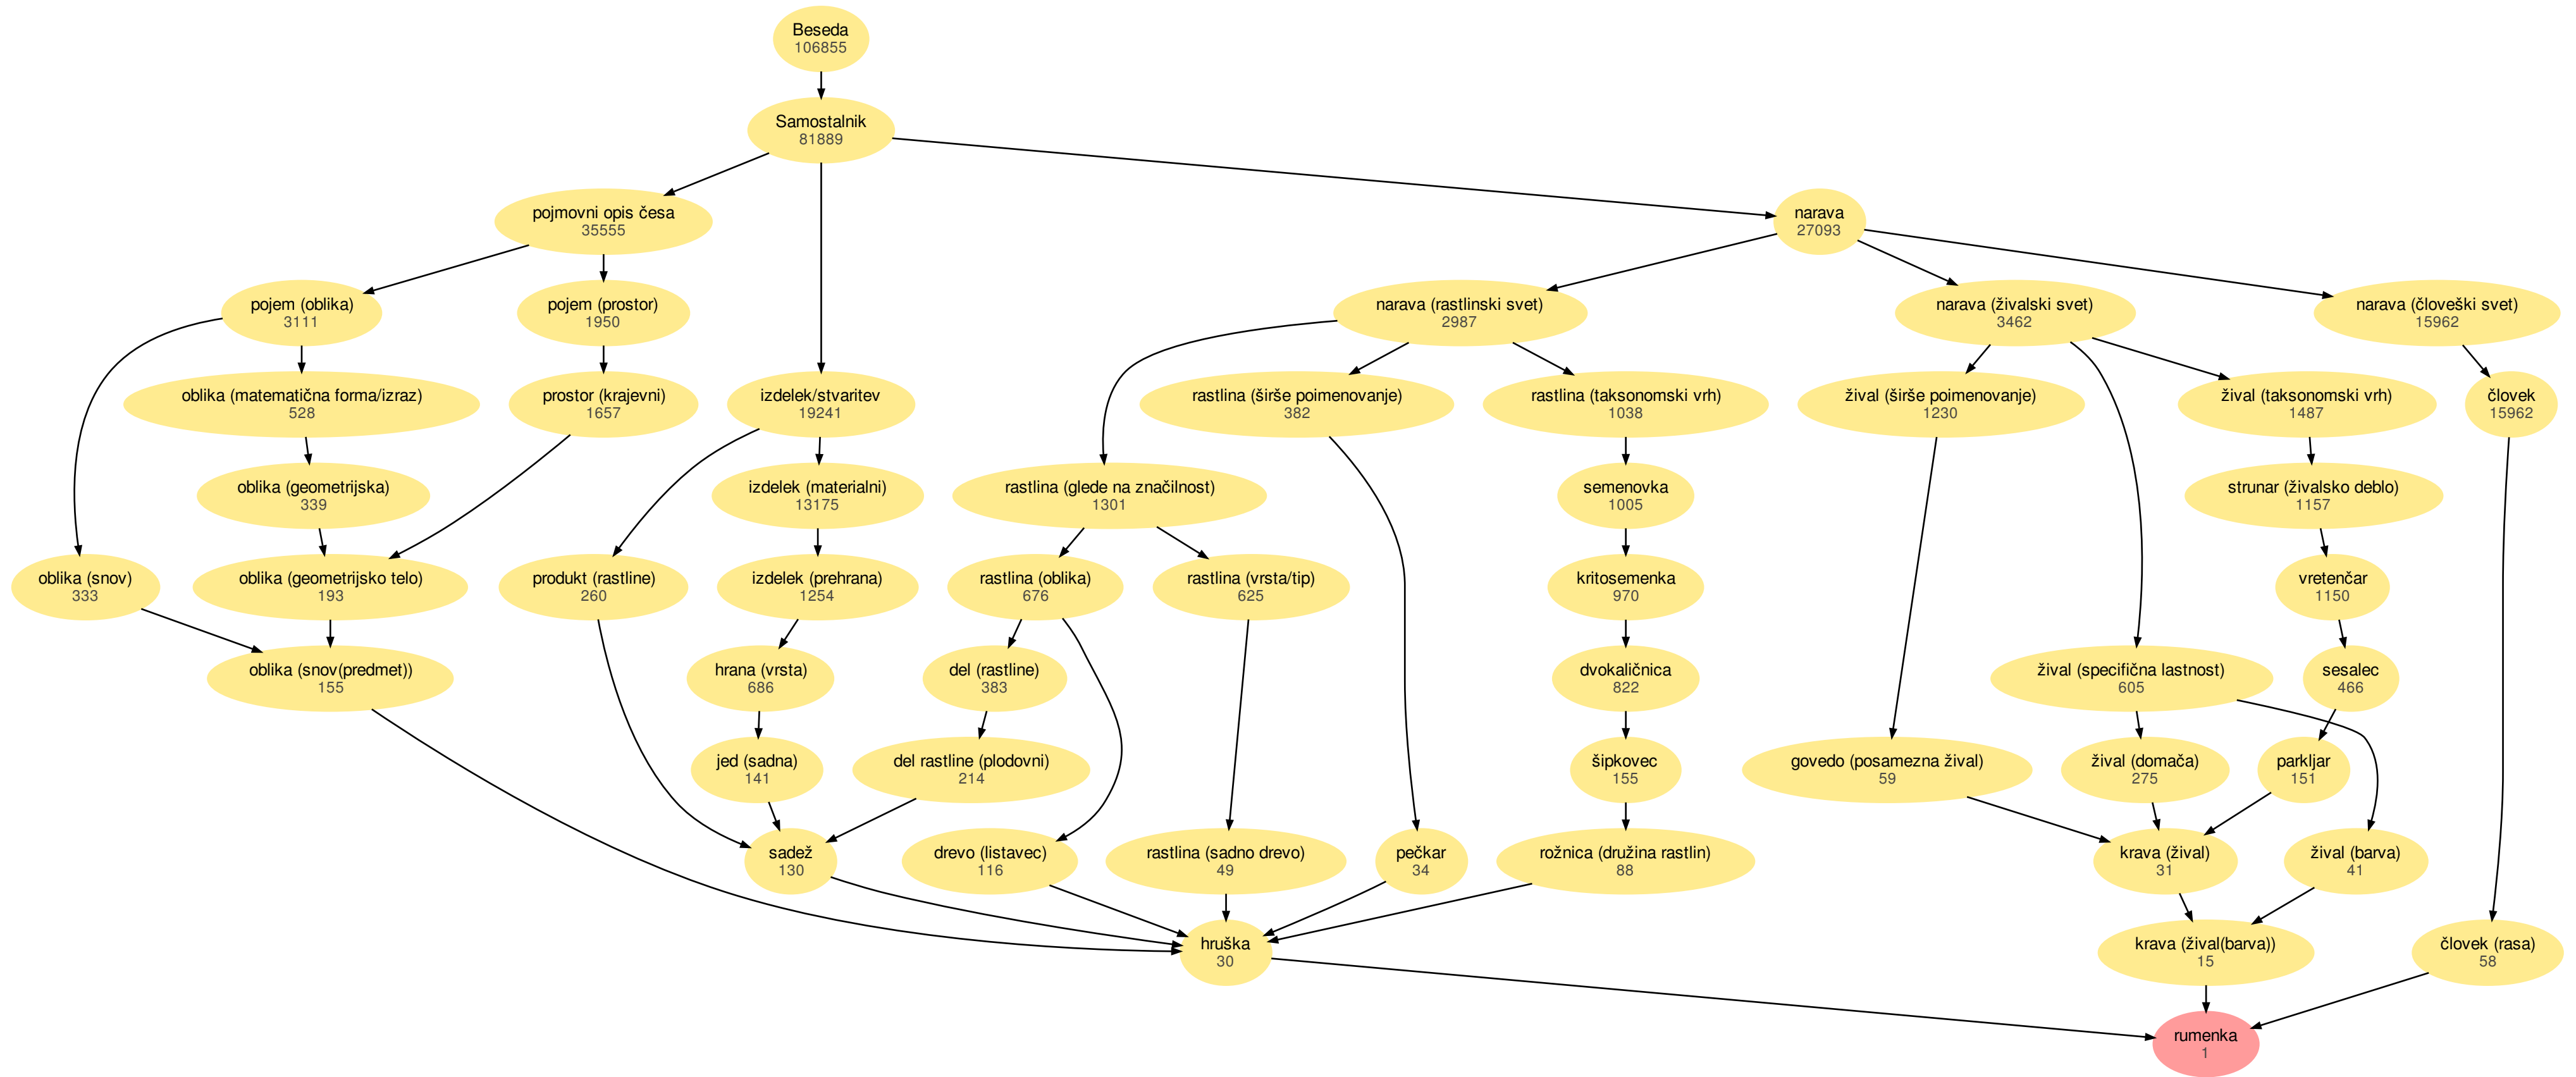 Beseda
106855
Samostalnik
81889
pojmovni opis česa
35555
narava
27093
pojem (oblika)
3111
pojem (prostor)
1950
narava (rastlinski svet)
2987
narava (živalski svet)
3462
narava (človeški svet)
15962
oblika (matematična forma/izraz)
528
prostor (krajevni)
1657
izdelek/stvaritev
19241
rastlina (širše poimenovanje)
382
rastlina (taksonomski vrh)
1038
žival (širše poimenovanje)
1230
žival (taksonomski vrh)
1487
človek
15962
oblika (geometrijska)
339
izdelek (materialni)
13175
rastlina (glede na značilnost)
1301
semenovka
1005
strunar (živalsko deblo)
1157
oblika (snov)
333
oblika (geometrijsko telo)
193
produkt (rastline)
260
izdelek (prehrana)
1254
rastlina (oblika)
676
rastlina (vrsta/tip)
625
kritosemenka
970
vretenčar
1150
oblika (snov(predmet))
155
hrana (vrsta)
686
del (rastline)
383
dvokaličnica
822
žival (specifična lastnost)
605
sesalec
466
jed (sadna)
141
del rastline (plodovni)
214
šipkovec
155
govedo (posamezna žival)
59
žival (domača)
275
parkljar
151
sadež
130
drevo (listavec)
116
rastlina (sadno drevo)
49
pečkar
34
rožnica (družina rastlin)
88
krava (žival)
31
žival (barva)
41
hruška
30
krava (žival(barva))
15
človek (rasa)
58
rumenka
1